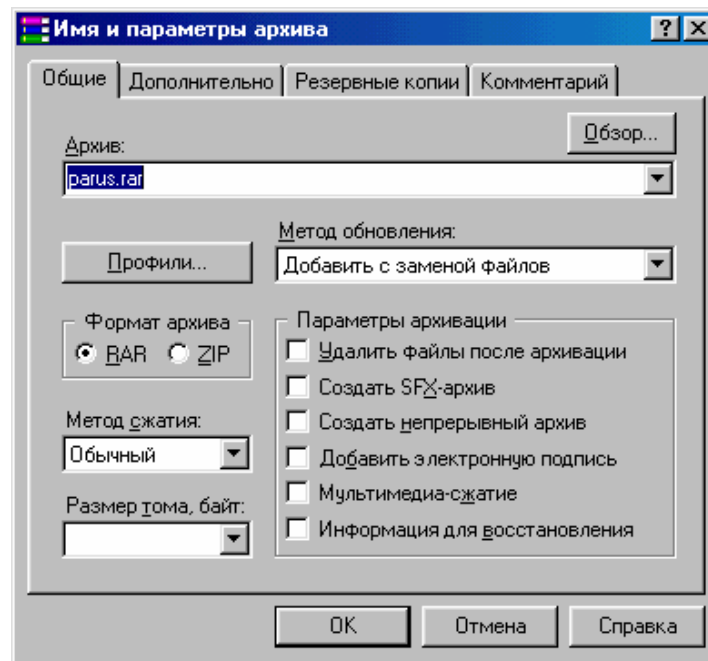 Имя и параметры архива
Общие Дополнительно Резервные копии Комментарий
Обзор...
Архив:
parus.rar
Метод обновления:
Профили... Добавить с заменой файлов
Формат архива Параметры архивации
RAR ZIP Удалить файлы после архивации
Создать SFX-архив
Метод сжатия: Создать непрерывный архив
Обычный Добавить электронную подпись
Мультимедиа-сжатие
Размер тома, байт: Информация для восстановления
OK Отмена Справка